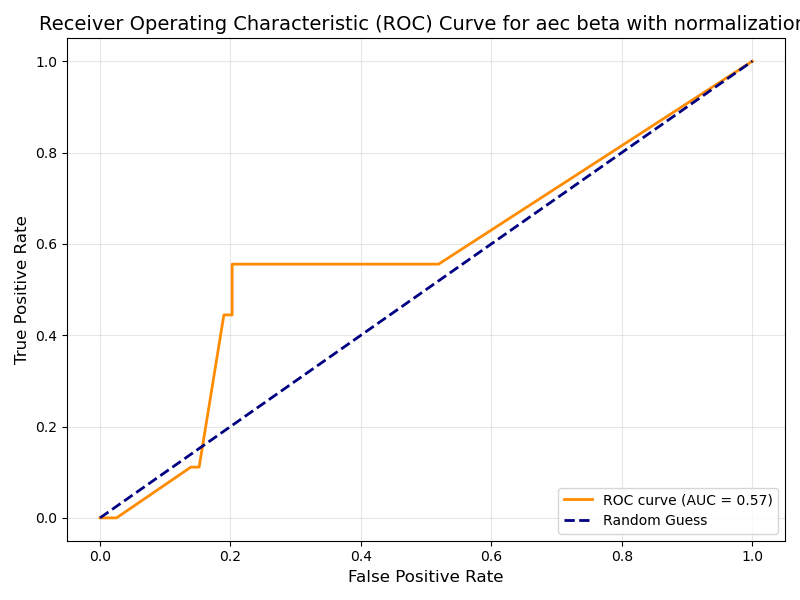 Receiver Operating Characteristic (ROC) Curve for aec beta with normalization
True Positive Rate
1.0
0.8
0.6
0.4
0.2
0.0
0.0 0.2 0.4 0.6 0.8 1.0
False Positive Rate
ROC curve (AUC = 0.57)
Random Guess